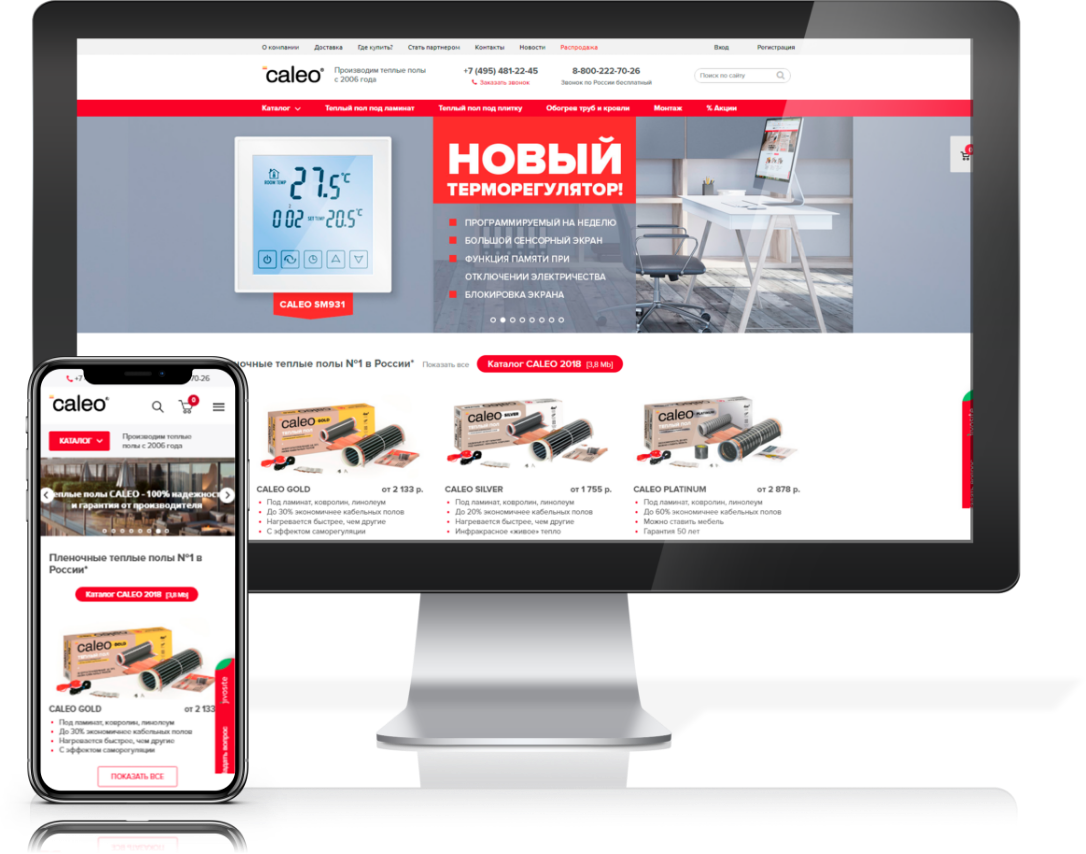 О компании Доставка Где купить? Стать партнером Контакты Новости Распродажа Вход Регистрация
caleo® Производим теплые полы
с 2006 года
+7 (495) 481-22-45
Заказать звонок
8-800-222-70-26
Звонок по России бесплатный
Поиск по сайту
Каталог Теплый пол под ламинат Теплый пол под плитку Обогрев труб и кровли Монтаж % Акции
ROOM TEMP 27.5°C
002 SET TEMP 20.5°C
CALEO SM931
НОВЫЙ
ТЕРМОРЕГУЛЯТОР!
ПРОГРАММИРУЕМЫЙ НА НЕДЕЛЮ
БОЛЬШОЙ СЕНСОРНЫЙ ЭКРАН
ФУНКЦИЯ ПАМЯТИ ПРИ
ОТКЛЮЧЕНИИ ЭЛЕКТРИЧЕСТВА
БЛОКИРОВКА ЭКРАНА
ночные теплые полы №1 в России* Показать все Каталог CALEO 2018 [3,8 Mb]
caleo GOLD
caleo SILVER
caleo PLATINUM
CALEO GOLD от 2 133 р.
Под ламинат, ковролин, линолеум
До 30% экономичнее кабельных полов
Нагревается быстрее, чем другие
С эффектом саморегуляции
CALEO SILVER от 1 755 р.
Под ламинат, ковролин, линолеум
До 20% экономичнее кабельных полов
Нагревается быстрее, чем другие
Инфракрасное «живое» тепло
CALEO PLATINUM от 2 878 р.
Под ламинат, ковролин, линолеум
До 60% экономичнее кабельных полов
Можно ставить мебель
Гарантия 50 лет
+7 70-26
caleo® 0
КАТАЛОГ
Производим теплые
полы с 2006 года
теплые полы CALEO - 100% надежност
и гарантия от производителя
Пленочные теплые полы №1 в
России*
Каталог CALEO 2018 [3,8 Mb]
caleo GOLD
CALEO GOLD от 2 133
Под ламинат, ковролин, линолеум
До 30% экономичнее кабельных полов
Нагревается быстрее, чем другие
С эффектом саморегуляции
jivosite
задать вопрос
ПОКАЗАТЬ ВСЕ